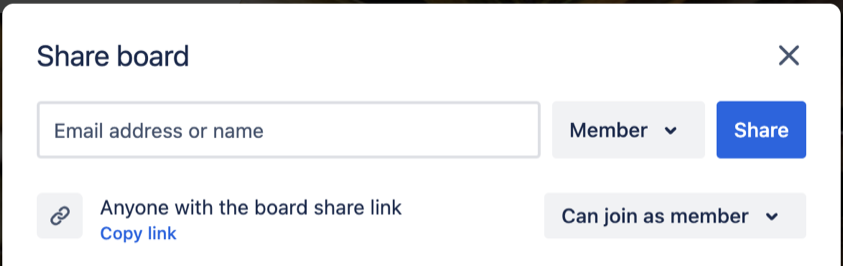 Share board
Email address or name
Member
Share
Anyone with the board share link
Copy link
Can join as member